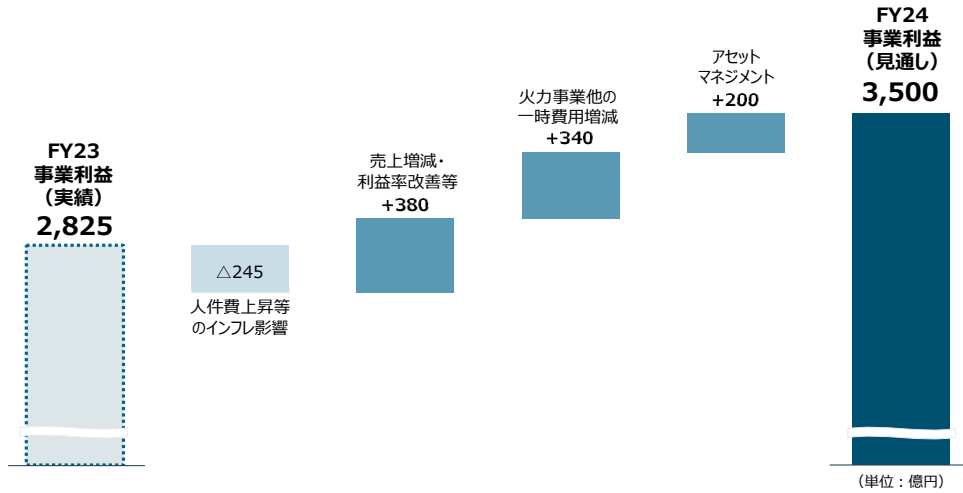 FY23
事業利益
（実績）
2,825
△245
人件費上昇等
のインフレ影響
売上増減・
利益率改善等
+380
火力事業他の
一時費用増減
+340
アセット
マネジメント
+200
FY24
事業利益
（見通し）
3,500
（単位：億円）